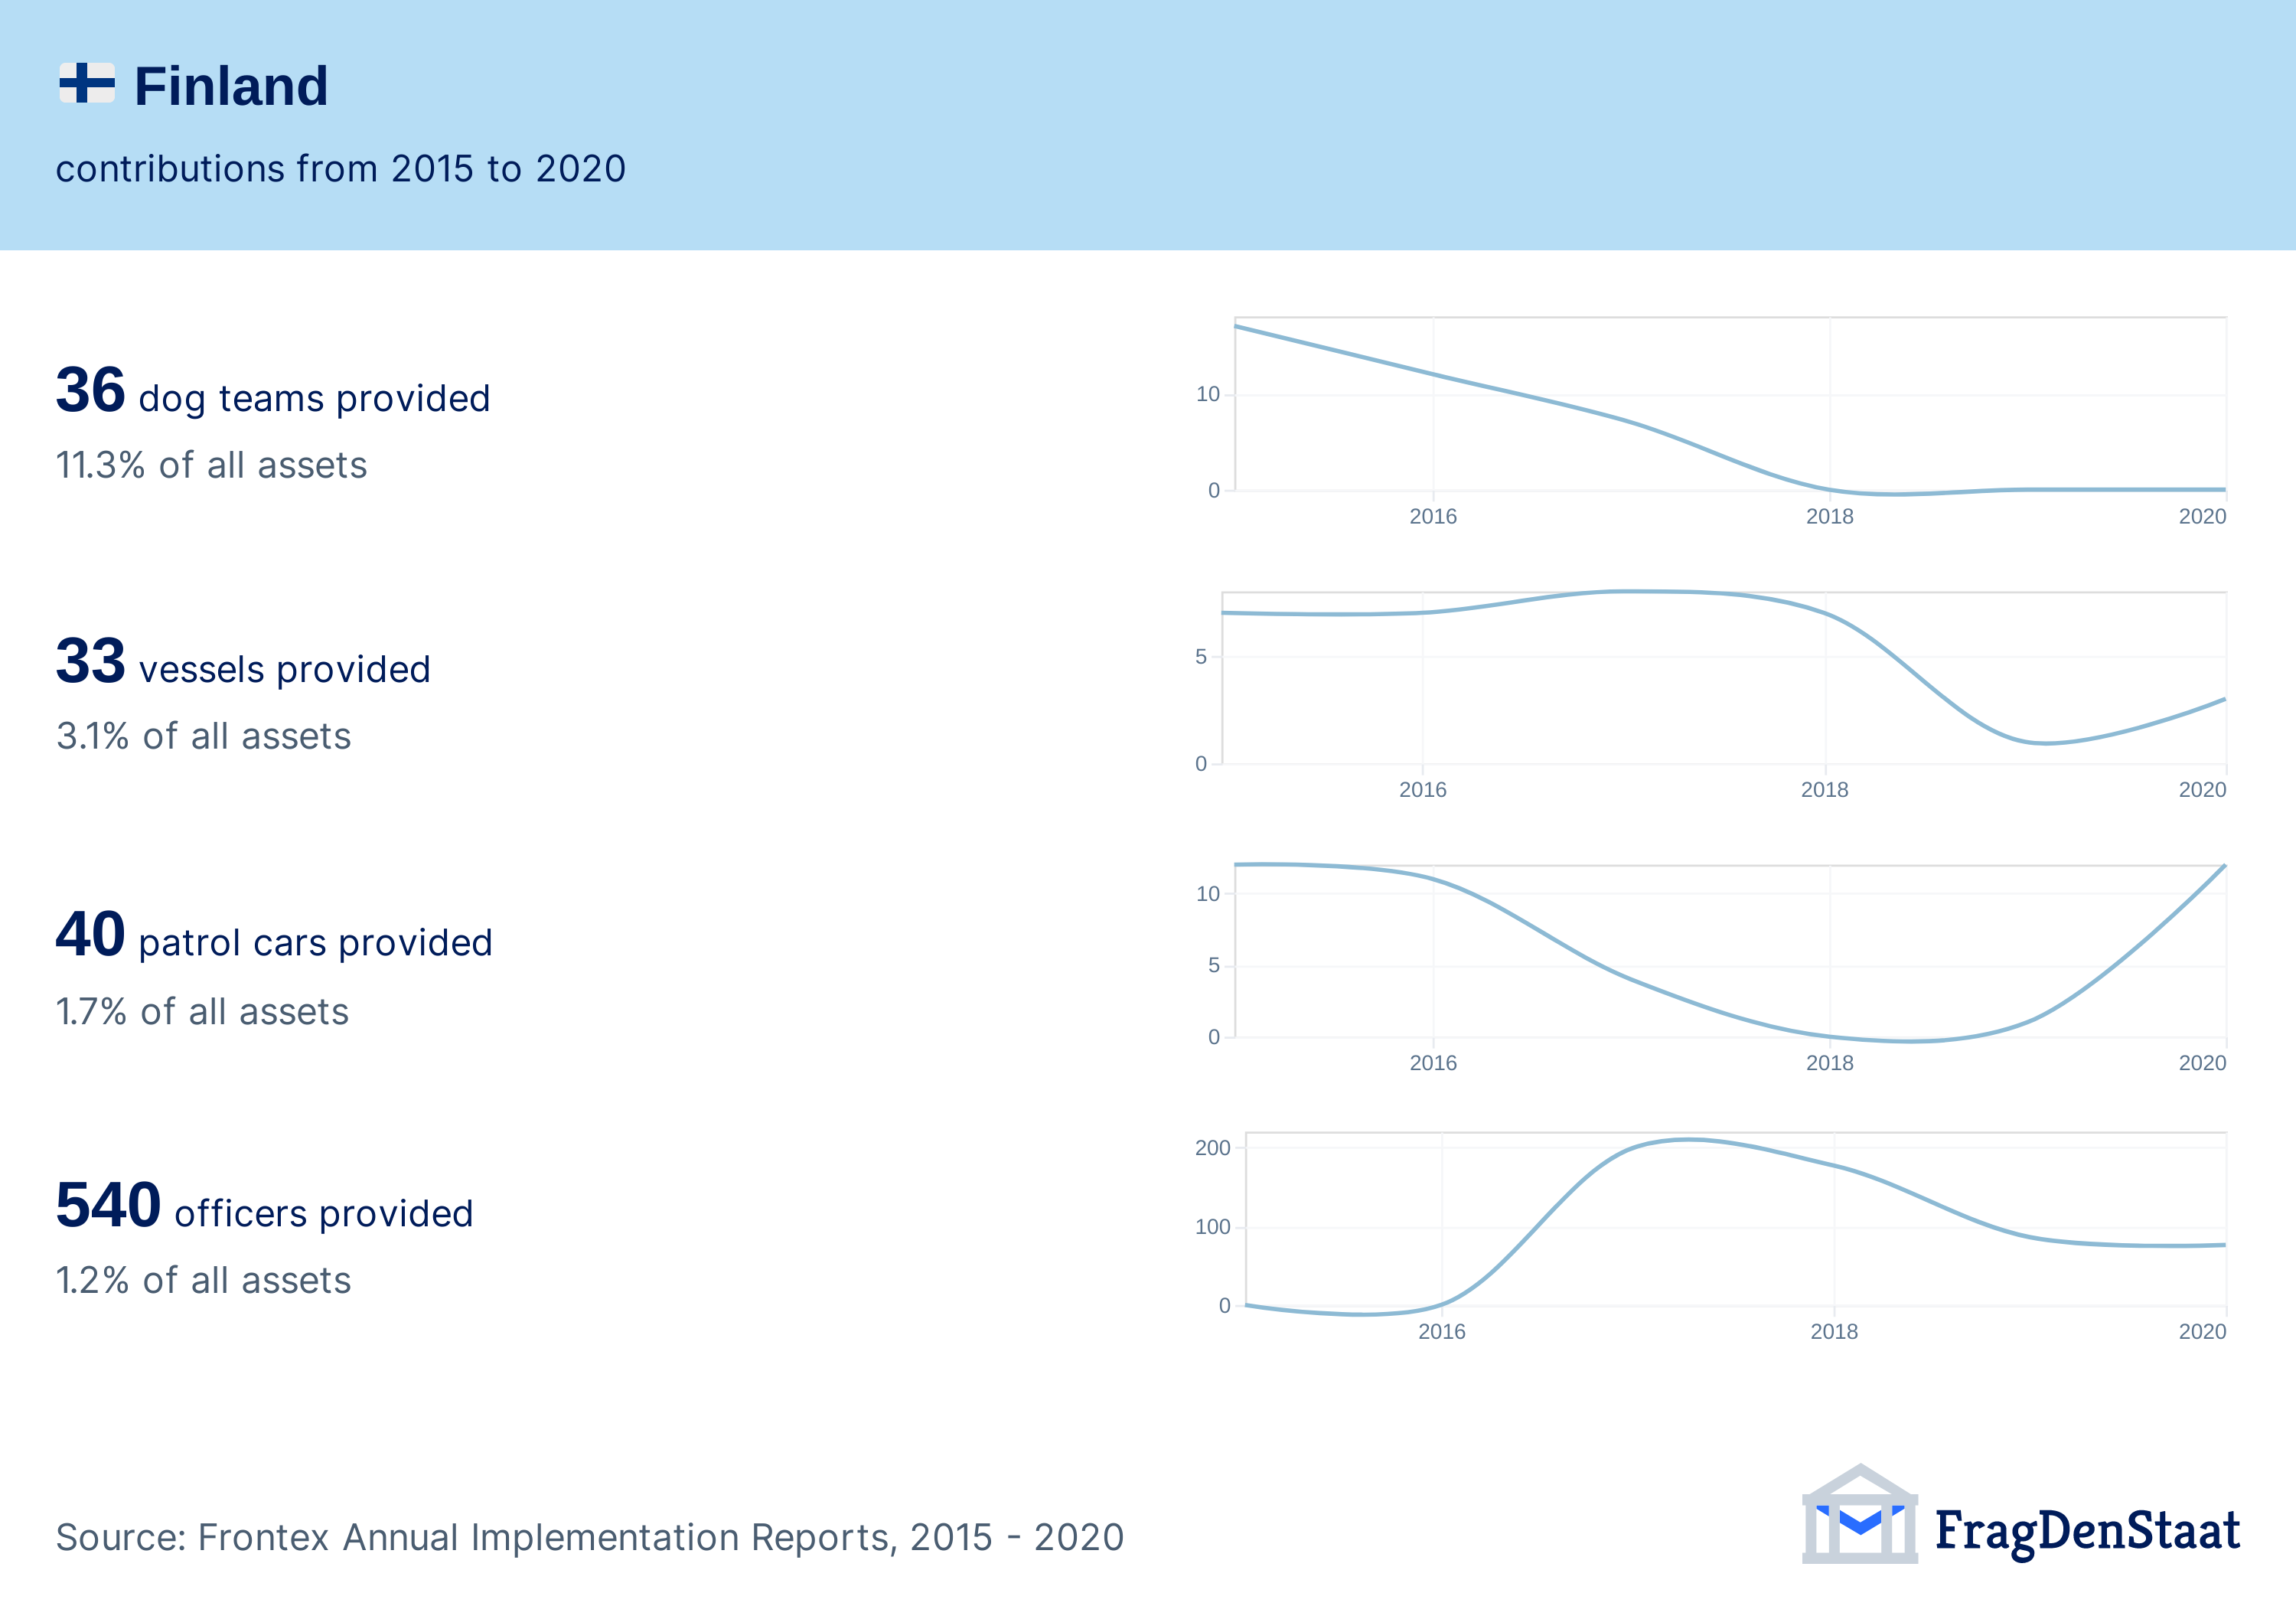 Finland
contributions from 2015 to 2020
36 dog teams provided
11.3% of all assets
10
0
2016 2018 2020
33 vessels provided
3.1% of all assets
5
0
2016 2018 2020
40 patrol cars provided
1.7% of all assets
10
5
0
2016 2018 2020
540 officers provided
1.2% of all assets
200
100
0
2016 2018 2020
Source: Frontex Annual Implementation Reports, 2015 - 2020
FragDenStaat